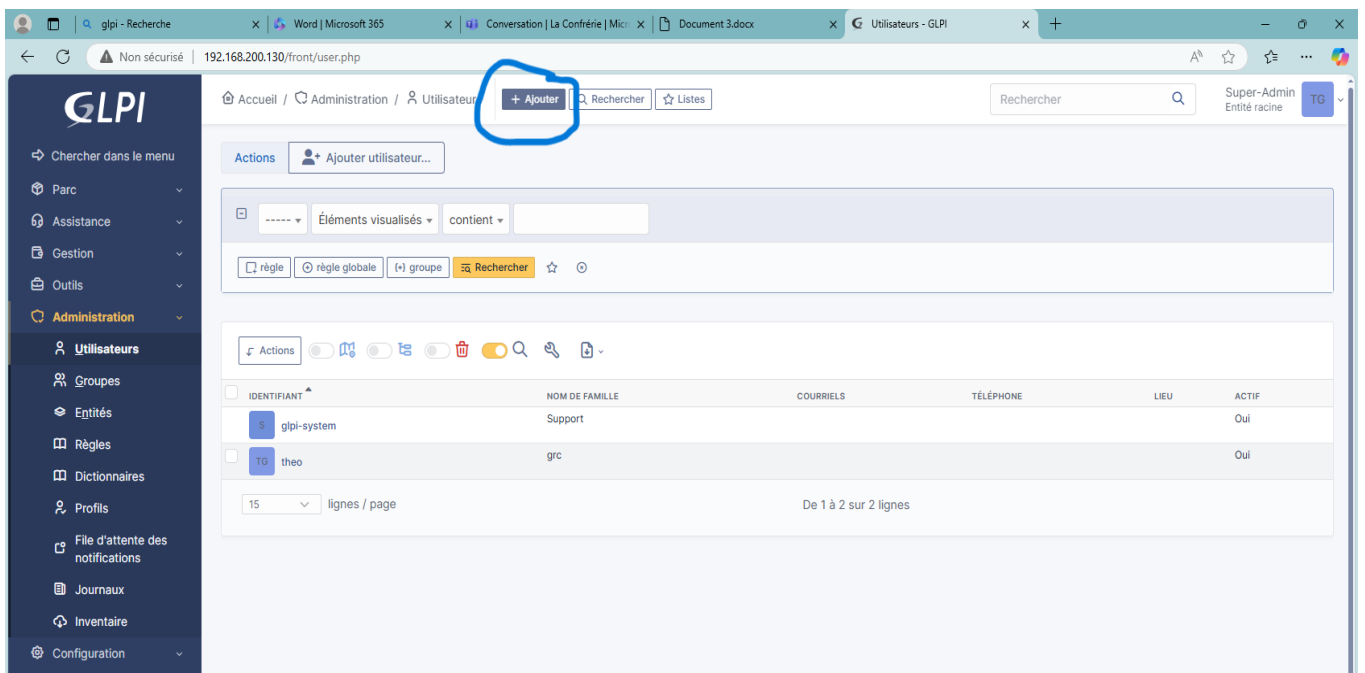 glpi - Recherche
Word | Microsoft 365
Conversation | La Confrérie | Micr
Document 3.docx
Utilisateurs - GLPI
Non sécurisé
192.168.200.130/front/user.php
GLPI
Accueil / Administration / Utilisateur
+ Ajouter
Rechercher
Listes
Rechercher
Super-Admin
Entité racine
TG
Chercher dans le menu
Parc
Assistance
Gestion
Outils
Administration
Utilisateurs
Groupes
Entités
Règles
Dictionnaires
Profils
File d'attente des
notifications
Journaux
Inventaire
Configuration
Actions
Ajouter utilisateur...
-----
Éléments visualisés
contient
règle
règle globale
(+) groupe
Rechercher
Actions
IDENTIFIANT NOM DE FAMILLE COURRIELS TÉLÉPHONE LIEU ACTIF
S glpi-system Support Oui
TG theo grc Oui
15 lignes / page De 1 à 2 sur 2 lignes